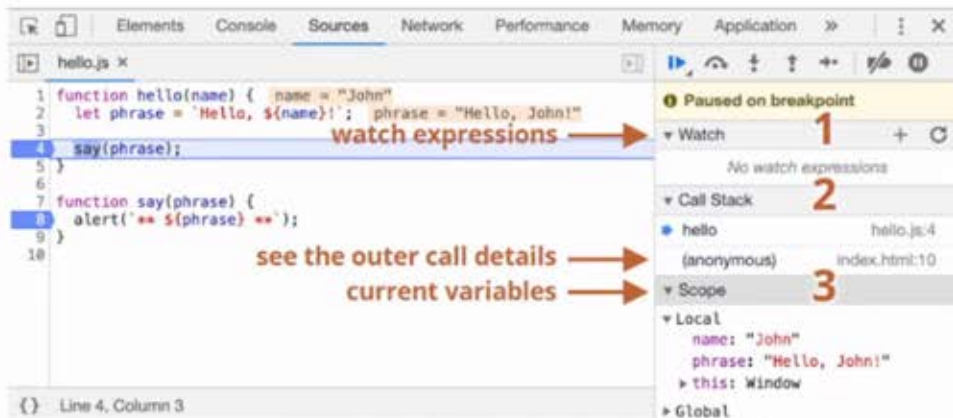 Elements Console Sources Network Performance Memory Application »
hello.js ×
1 function hello(name) { name = "John"
2 let phrase = `Hello, ${name}!`; phrase = "Hello, John!"
3
4 say(phrase);
5 }
6
7 function say(phrase) {
8 alert(`** ${phrase} **`);
9 }
10
watch expressions
see the outer call details
current variables
{} Line 4, Column 3
Paused on breakpoint
1
Watch
No watch expressions
2
Call Stack
hello hello.js:4
(anonymous) index.html:10
3
Scope
Local
name: "John"
phrase: "Hello, John!"
this: Window
Global